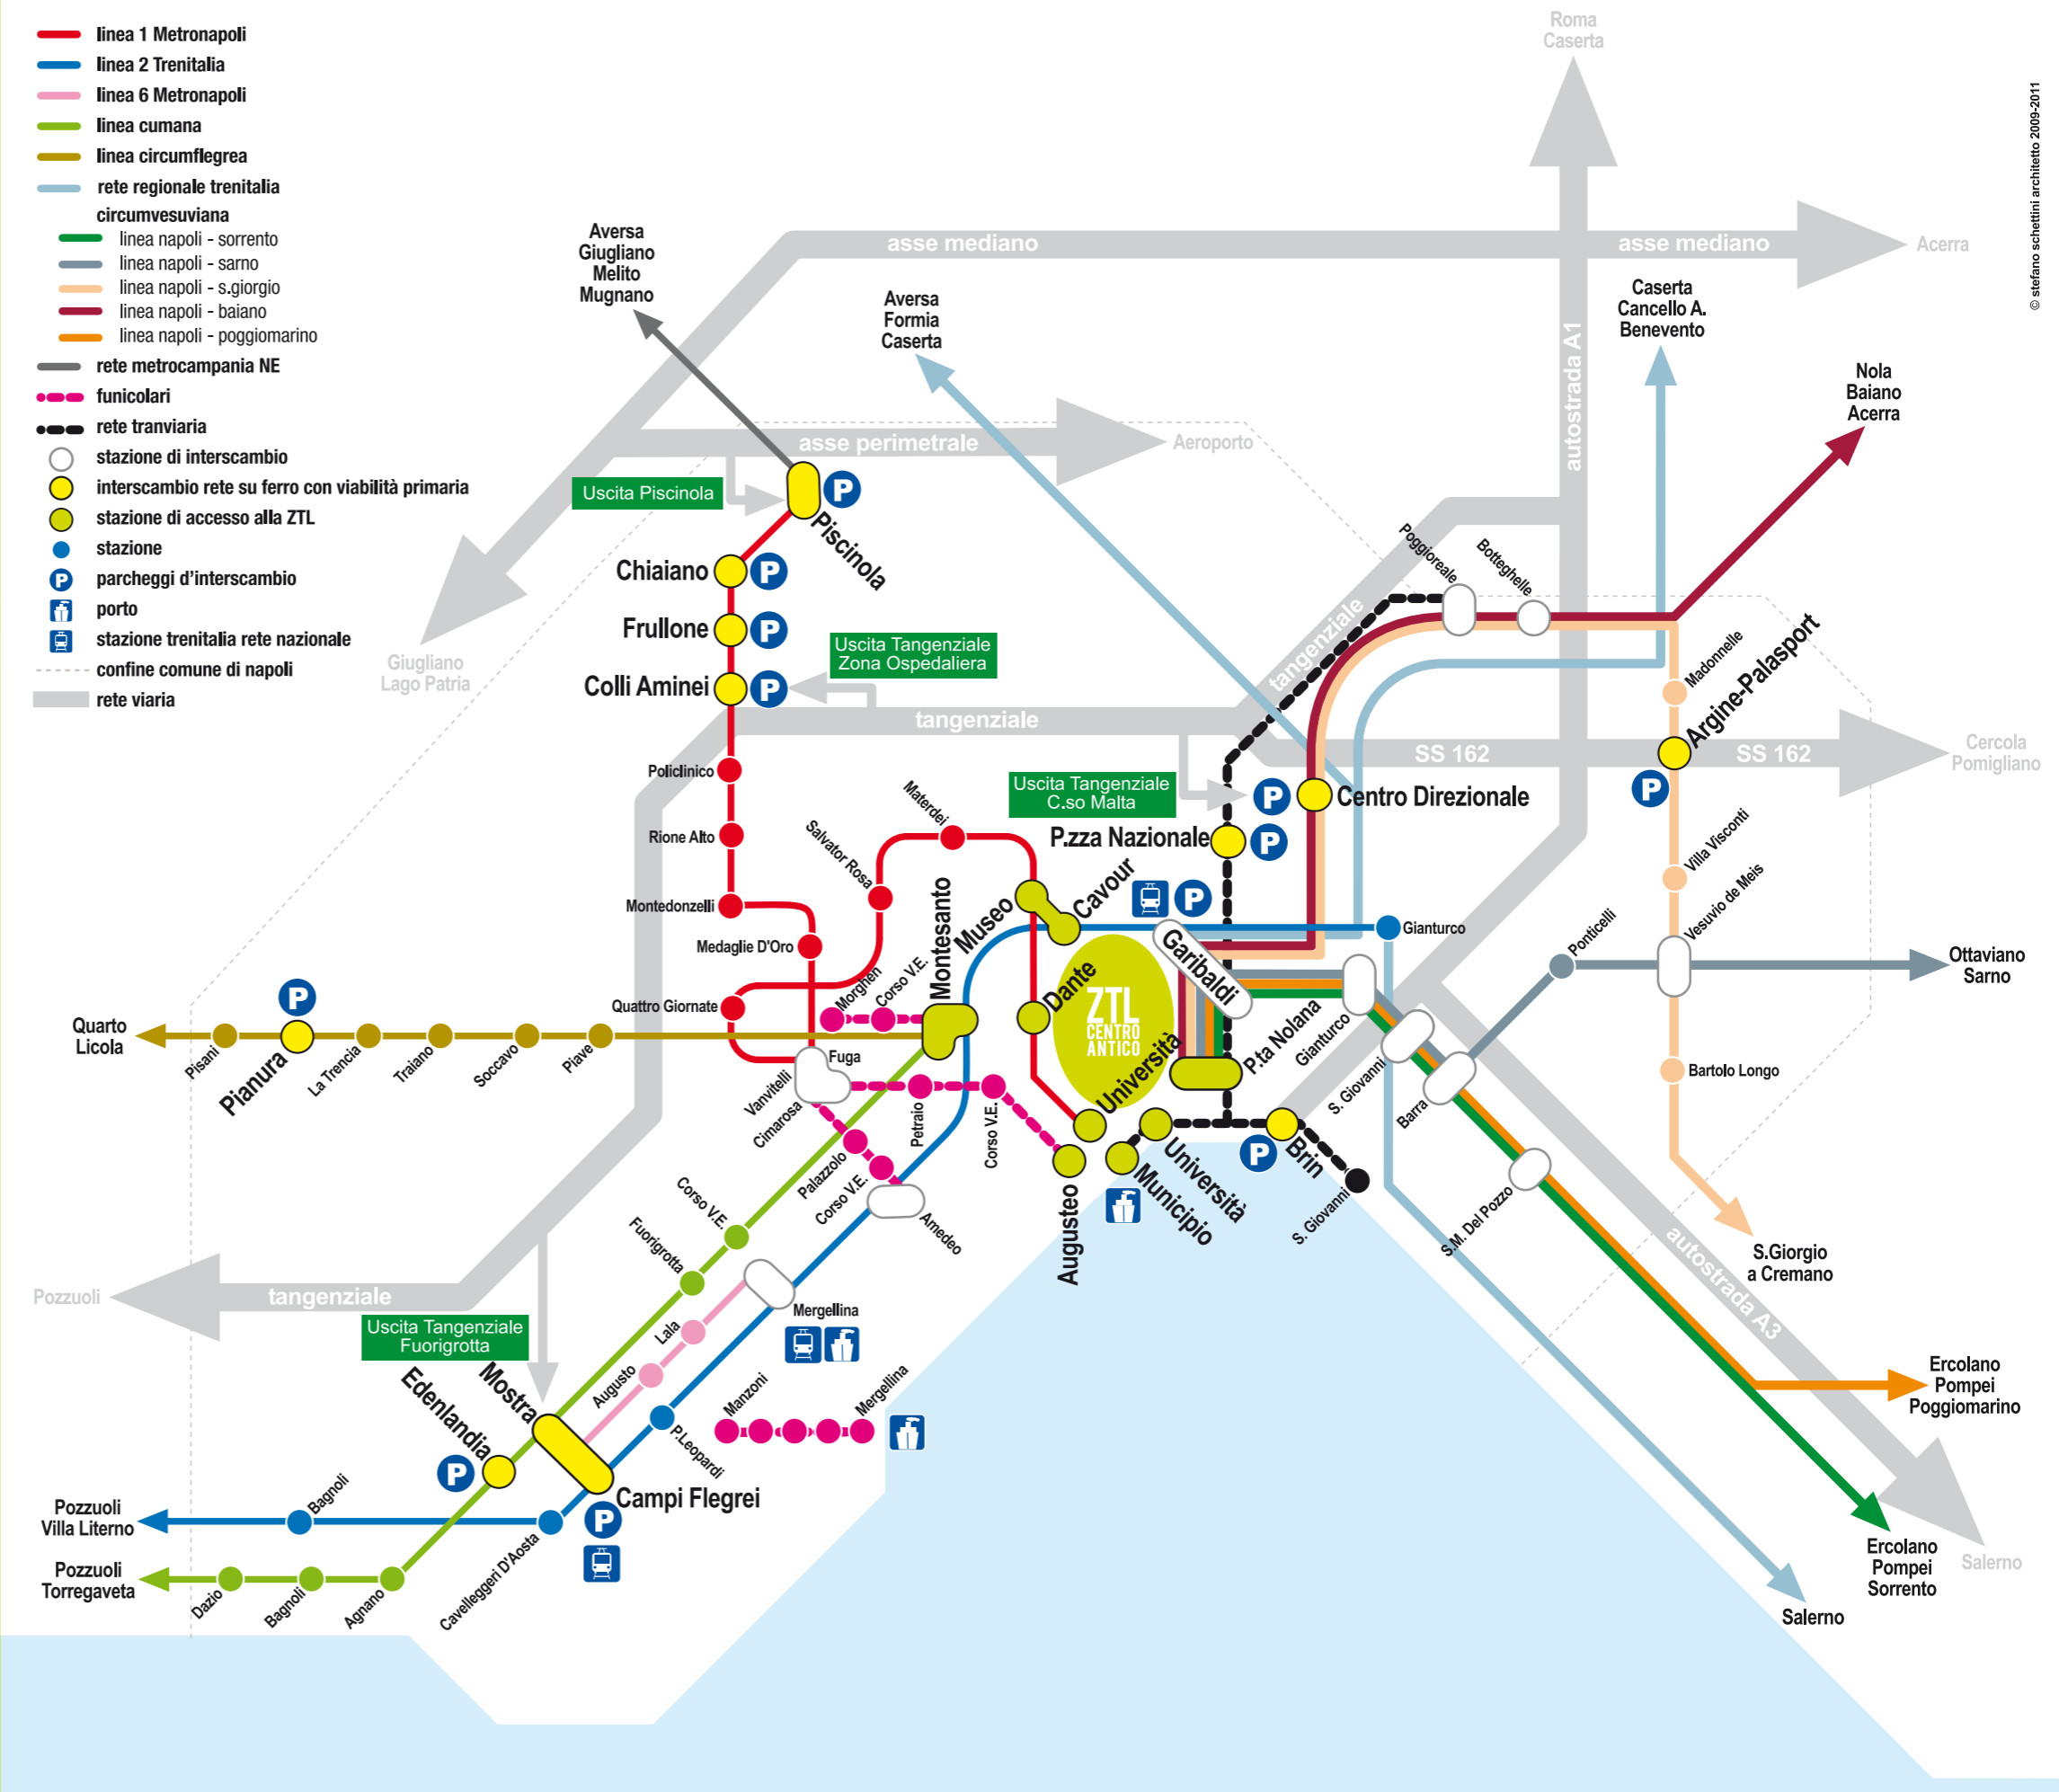 linea 1 Metronapoli
linea 2 Trenitalia
linea 6 Metronapoli
linea cumana
linea circumflegrea
rete regionale trenitalia
circumvesuviana
linea napoli - sorrento
linea napoli - sarno
linea napoli - s.giorgio
linea napoli - baiano
linea napoli - poggiomarino
rete metrocampania NE
funicolari
rete tranviaria
stazione di interscambio
interscambio rete su ferro con viabilità primaria
stazione di accesso alla ZTL
stazione
P
parcheggi d'interscambio
porto
stazione trenitalia rete nazionale
confine comune di napoli
rete viaria
© stefano schettini architetto 2009-2011
Roma
Caserta
asse mediano
asse mediano
Acerra
Aversa
Giugliano
Melito
Mugnano
Aversa
Formia
Caserta
Caserta
Cancello A.
Benevento
autostrada A1
Nola
Baiano
Acerra
asse perimetrale
Aeroporto
Uscita Piscinola
P
Piscinola
Chiaiano
P
Frullone
P
Uscita Tangenziale
Zona Ospedaliera
Colli Aminei
P
Giugliano
Lago Patria
tangenziale
tangenziale
Poggioreale
Botteghelle
Madonnelle
Argine-Palasport
P
SS 162
SS 162
Cercola
Pomigliano
Policlinico
Rione Alto
Montedonzelli
Medaglie D'Oro
Quattro Giornate
Salvator Rosa
Materdei
Uscita Tangenziale
C.so Malta
P
Centro Direzionale
P.zza Nazionale
P
Villa Visconti
Vesuvio de Meis
Ponticelli
Ottaviano
Sarno
Bartolo Longo
S.Giorgio
a Cremano
Museo
Cavour
P
Garibaldi
Gianturco
Montesanto
Morghen
Corso V.E.
Dante
ZTL
CENTRO
ANTICO
Università
P.ta Nolana
Gianturco
S. Giovanni
Barra
S.M. Del Pozzo
Quarto
Licola
Pisani
P
Pianura
La Trencia
Traiano
Soccavo
Piave
Fuga
Vanvitelli
Cimarosa
Petraio
Corso V.E.
Palazzolo
Corso V.E.
Amedeo
Augusteo
Municipio
Università
P
Brin
S. Giovanni
Corso V.E.
Fuorigrotta
Pozzuoli
tangenziale
Uscita Tangenziale
Fuorigrotta
Lala
Augusto
Mergellina
Mostra
Edenlandia
P
P.Leopardi
Manzoni
Mergellina
Campi Flegrei
P
Pozzuoli
Villa Literno
Bagnoli
Cavelleggeri D'Aosta
Pozzuoli
Torregaveta
Dazio
Bagnoli
Agnano
autostrada A3
Ercolano
Pompei
Poggiomarino
Ercolano
Pompei
Sorrento
Salerno
Salerno